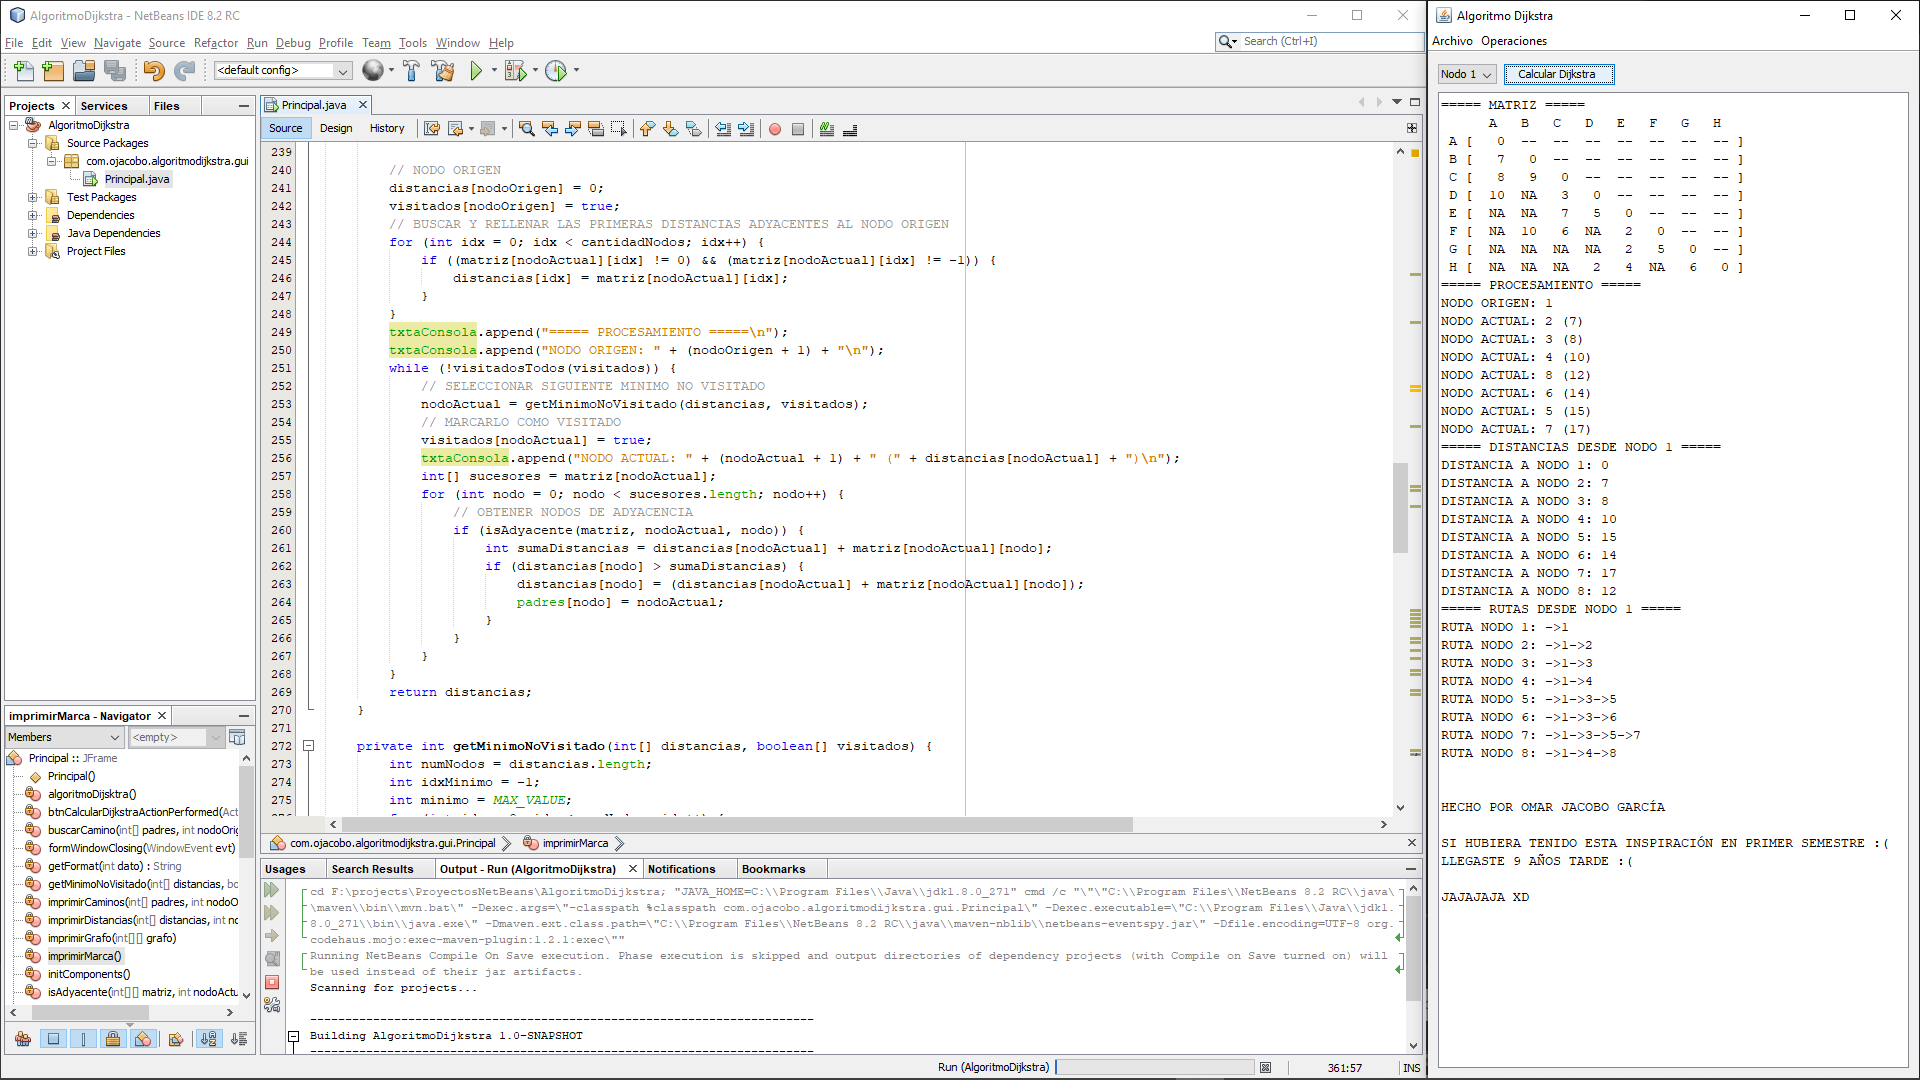 AlgoritmoDijkstra - NetBeans IDE 8.2 RC
File Edit View Navigate Source Refactor Run Debug Profile Team Tools Window Help
Search (Ctrl+I)
<default config>
Projects Services Files
AlgoritmoDijkstra
Source Packages
com.ojacobo.algoritmodijkstra.gui
Principal.java
Test Packages
Dependencies
Java Dependencies
Project Files
Principal.java
Source Design History
239
240 // NODO ORIGEN
241 distancias[nodoOrigen] = 0;
242 visitados[nodoOrigen] = true;
243 // BUSCAR Y RELLENAR LAS PRIMERAS DISTANCIAS ADYACENTES AL NODO ORIGEN
244 for (int idx = 0; idx < cantidadNodos; idx++) {
245 if ((matriz[nodoActual][idx] != 0) && (matriz[nodoActual][idx] != -1)) {
246 distancias[idx] = matriz[nodoActual][idx];
247 }
248 }
249 txtaConsola.append("===== PROCESAMIENTO =====\n");
250 txtaConsola.append("NODO ORIGEN: " + (nodoOrigen + 1) + "\n");
251 while (!visitadosTodos(visitados)) {
252 // SELECCIONAR SIGUIENTE MINIMO NO VISITADO
253 nodoActual = getMinimoNoVisitado(distancias, visitados);
254 // MARCARLO COMO VISITADO
255 visitados[nodoActual] = true;
256 txtaConsola.append("NODO ACTUAL: " + (nodoActual + 1) + " (" + distancias[nodoActual] + ")\n");
257 int[] sucesores = matriz[nodoActual];
258 for (int nodo = 0; nodo < sucesores.length; nodo++) {
259 // OBTENER NODOS DE ADYACENCIA
260 if (isAdyacente(matriz, nodoActual, nodo)) {
261 int sumaDistancias = distancias[nodoActual] + matriz[nodoActual][nodo];
262 if (distancias[nodo] > sumaDistancias) {
263 distancias[nodo] = (distancias[nodoActual] + matriz[nodoActual][nodo]);
264 padres[nodo] = nodoActual;
265 }
266 }
267 }
268 }
269 return distancias;
270 }
271
272 private int getMinimoNoVisitado(int[] distancias, boolean[] visitados) {
273 int numNodos = distancias.length;
274 int idxMinimo = -1;
275 int minimo = MAX_VALUE;
com.ojacobo.algoritmodijkstra.gui.Principal imprimirMarca
imprimirMarca - Navigator
Members <empty>
Principal :: JFrame
Principal()
algoritmoDijsktra()
btnCalcularDijkstraActionPerformed(Act
buscarCamino(int[] padres, int nodoOrig
formWindowClosing(WindowEvent evt)
getFormat(int dato) : String
getMinimoNoVisitado(int[] distancias, bo
imprimirCaminos(int[] padres, int nodoO
imprimirDistancias(int[] distancias, int no
imprimirGrafo(int[][] grafo)
imprimirMarca()
initComponents()
isAdyacente(int[][] matriz, int nodoActu
Usages Search Results Output - Run (AlgoritmoDijkstra) Notifications Bookmarks
cd F:\projects\ProyectosNetBeans\AlgoritmoDijkstra; "JAVA_HOME=C:\\Program Files\\Java\\jdk1.8.0_271" cmd /c "\"\"C:\\Program Files\\NetBeans 8.2 RC\\java\
\maven\\bin\\mvn.bat\" -Dexec.args=\"-classpath %classpath com.ojacobo.algoritmodijkstra.gui.Principal\" -Dexec.executable=\"C:\\Program Files\\Java\\jdk1.
8.0_271\\bin\\java.exe\" -Dmaven.ext.class.path=\"C:\\Program Files\\NetBeans 8.2 RC\\java\\maven-nblib\\netbeans-eventspy.jar\" -Dfile.encoding=UTF-8 org.
codehaus.mojo:exec-maven-plugin:1.2.1:exec\""
Running NetBeans Compile On Save execution. Phase execution is skipped and output directories of dependency projects (with Compile on Save turned on) will
be used instead of their jar artifacts.
Scanning for projects...
------------------------------------------------------------------------
Building AlgoritmoDijkstra 1.0-SNAPSHOT
------------------------------------------------------------------------
Run (AlgoritmoDijkstra) 361:57 INS
Algoritmo Dijkstra
Archivo Operaciones
Nodo 1 Calcular Dijkstra
===== MATRIZ =====
A B C D E F G H
A [ 0 -- -- -- -- -- -- -- ]
B [ 7 0 -- -- -- -- -- -- ]
C [ 8 9 0 -- -- -- -- -- ]
D [ 10 NA 3 0 -- -- -- -- ]
E [ NA NA 7 5 0 -- -- -- ]
F [ NA 10 6 NA 2 0 -- -- ]
G [ NA NA NA NA 2 5 0 -- ]
H [ NA NA NA 2 4 NA 6 0 ]
===== PROCESAMIENTO =====
NODO ORIGEN: 1
NODO ACTUAL: 2 (7)
NODO ACTUAL: 3 (8)
NODO ACTUAL: 4 (10)
NODO ACTUAL: 8 (12)
NODO ACTUAL: 6 (14)
NODO ACTUAL: 5 (15)
NODO ACTUAL: 7 (17)
===== DISTANCIAS DESDE NODO 1 =====
DISTANCIA A NODO 1: 0
DISTANCIA A NODO 2: 7
DISTANCIA A NODO 3: 8
DISTANCIA A NODO 4: 10
DISTANCIA A NODO 5: 15
DISTANCIA A NODO 6: 14
DISTANCIA A NODO 7: 17
DISTANCIA A NODO 8: 12
===== RUTAS DESDE NODO 1 =====
RUTA NODO 1: ->1
RUTA NODO 2: ->1->2
RUTA NODO 3: ->1->3
RUTA NODO 4: ->1->4
RUTA NODO 5: ->1->3->5
RUTA NODO 6: ->1->3->6
RUTA NODO 7: ->1->3->5->7
RUTA NODO 8: ->1->4->8
HECHO POR OMAR JACOBO GARCÍA
SI HUBIERA TENIDO ESTA INSPIRACIÓN EN PRIMER SEMESTRE :(
LLEGASTE 9 AÑOS TARDE :(
JAJAJAJA XD